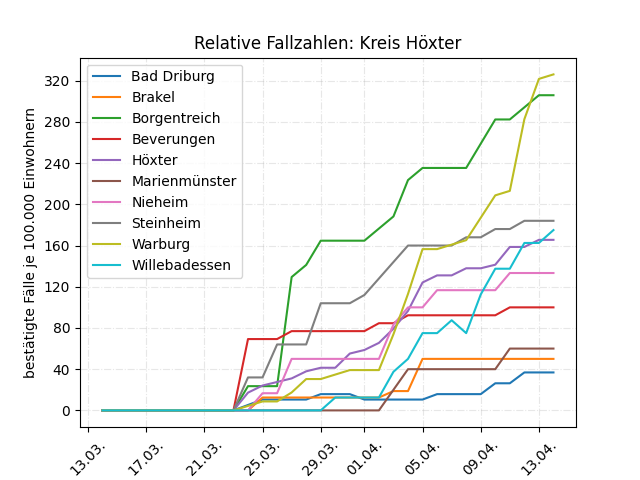 Relative Fallzahlen: Kreis Höxter
bestätigte Fälle je 100.000 Einwohnern
320
280
240
200
160
120
80
40
0
Bad Driburg
Brakel
Borgentreich
Beverungen
Höxter
Marienmünster
Nieheim
Steinheim
Warburg
Willebadessen
13.03.
17.03.
21.03.
25.03.
29.03.
01.04.
05.04.
09.04.
13.04.